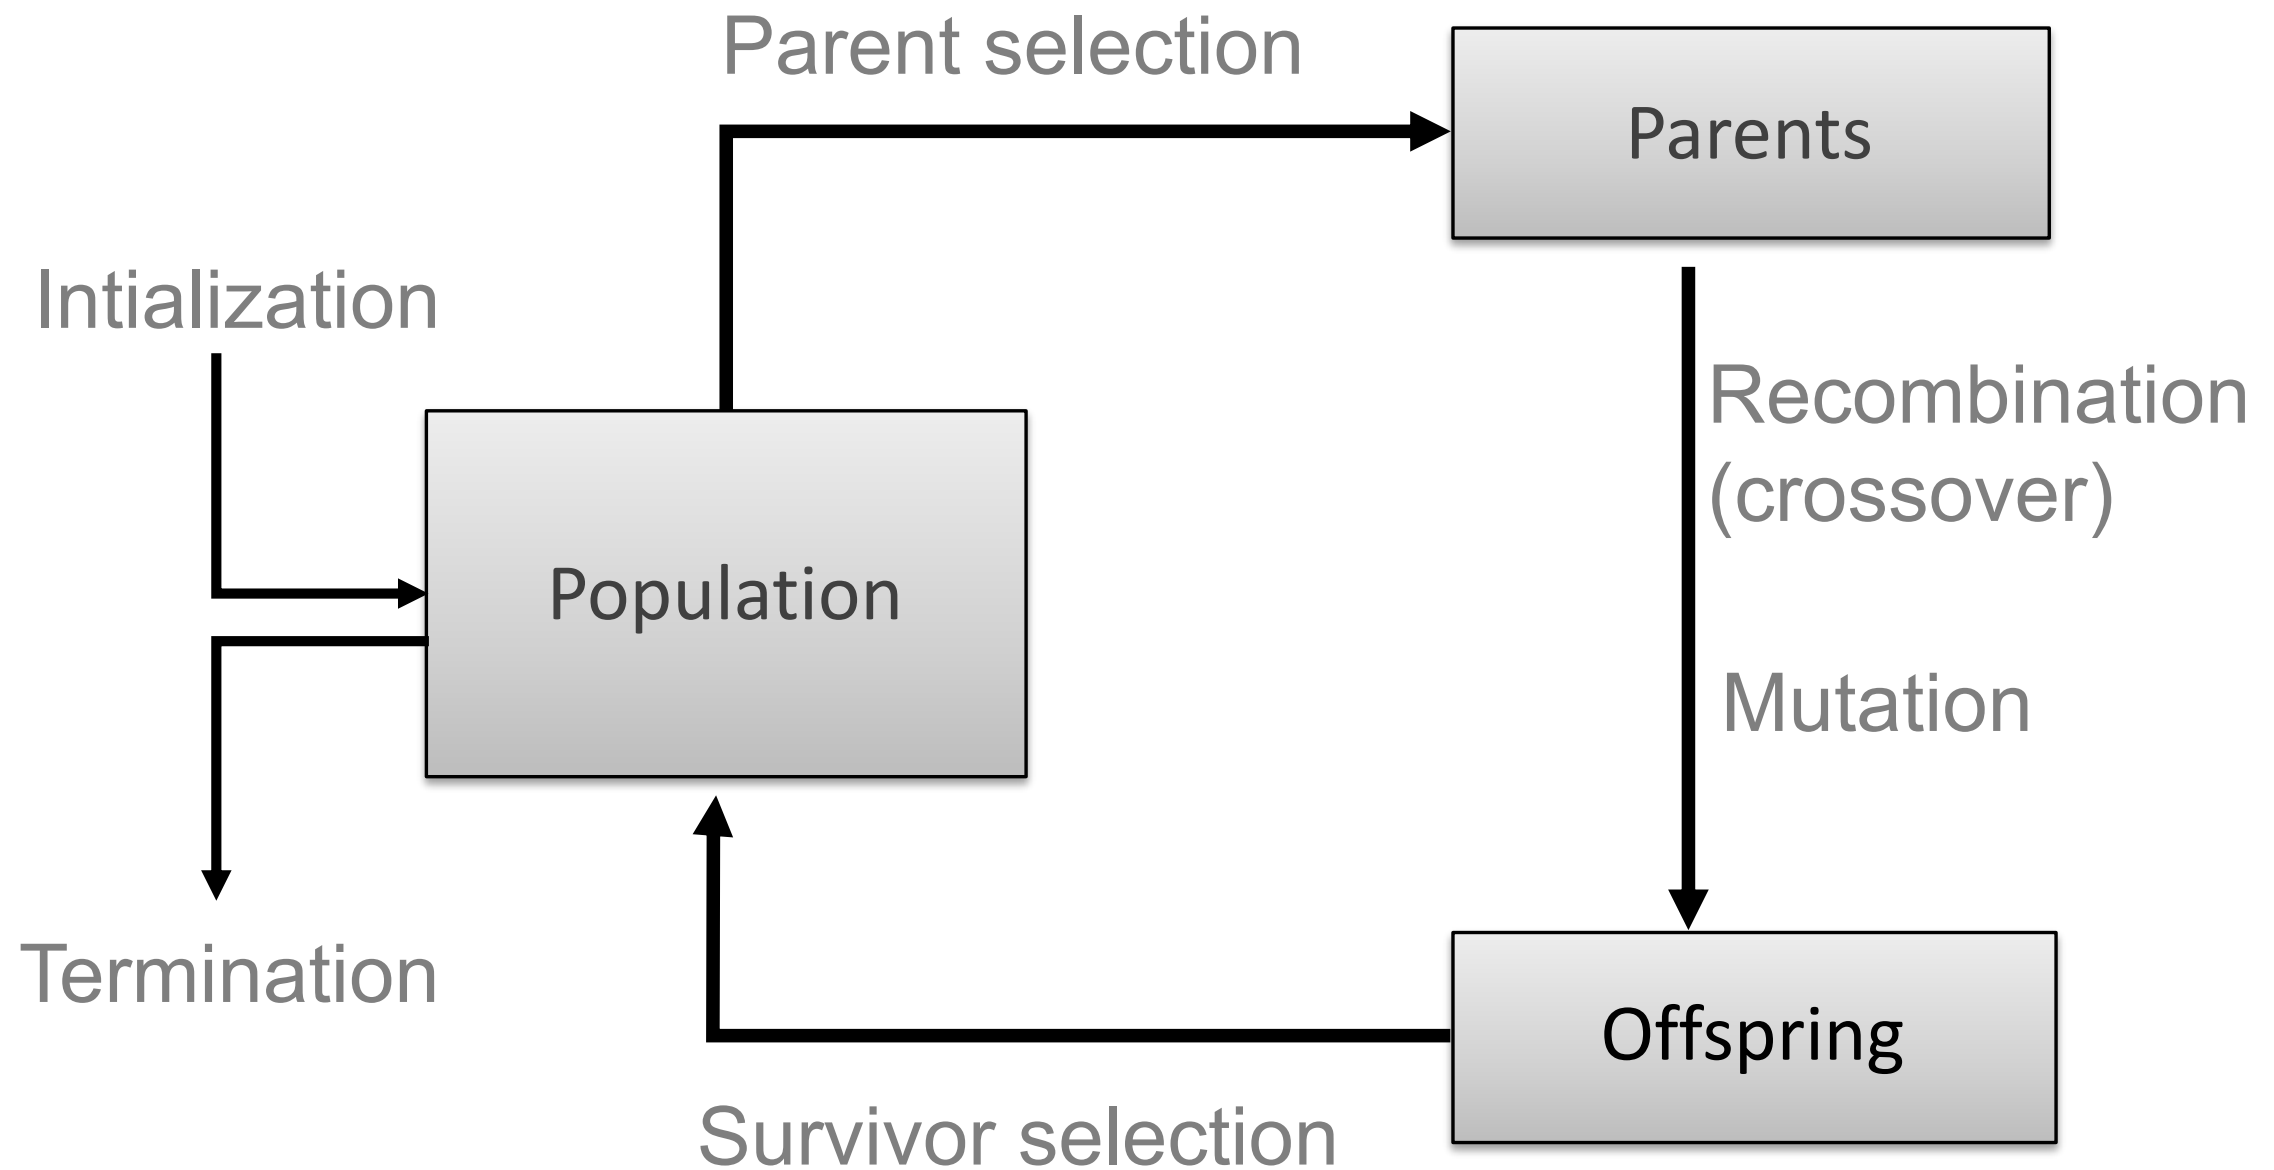 Parent selection
Parents
Intialization
Recombination
(crossover)
Population
Mutation
Termination
Offspring
Survivor selection